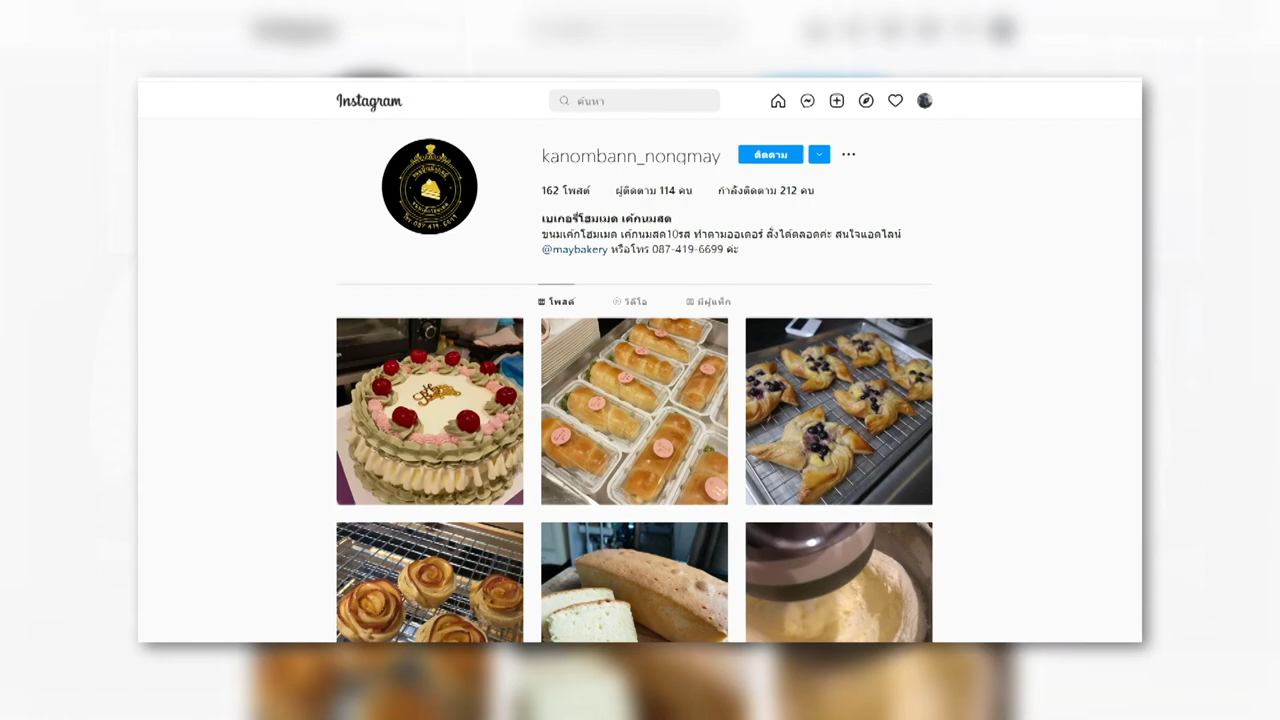 Instagram
ค้นหา
kanombann_nongmay
ติดตาม
162 โพสต์ ผู้ติดตาม 114 คน กำลังติดตาม 212 คน
เบเกอรี่โฮมเมด เค้กนมสด
ขนมเค้กโฮมเมด เค้กนมสด10รส ทำตามออเดอร์ สั่งได้ตลอดค่ะ สนใจแอดไลน์
@maybakery หรือโทร 087-419-6699 ค่ะ
โพสต์ วิดีโอ มีผู้แท็ก